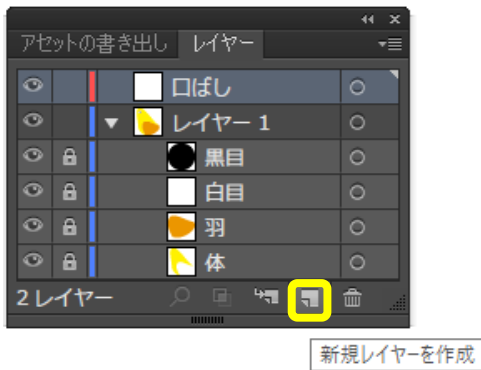 アセットの書き出し レイヤー
口ばし
レイヤー 1
黒目
白目
羽
体
2 レイヤー
新規レイヤーを作成